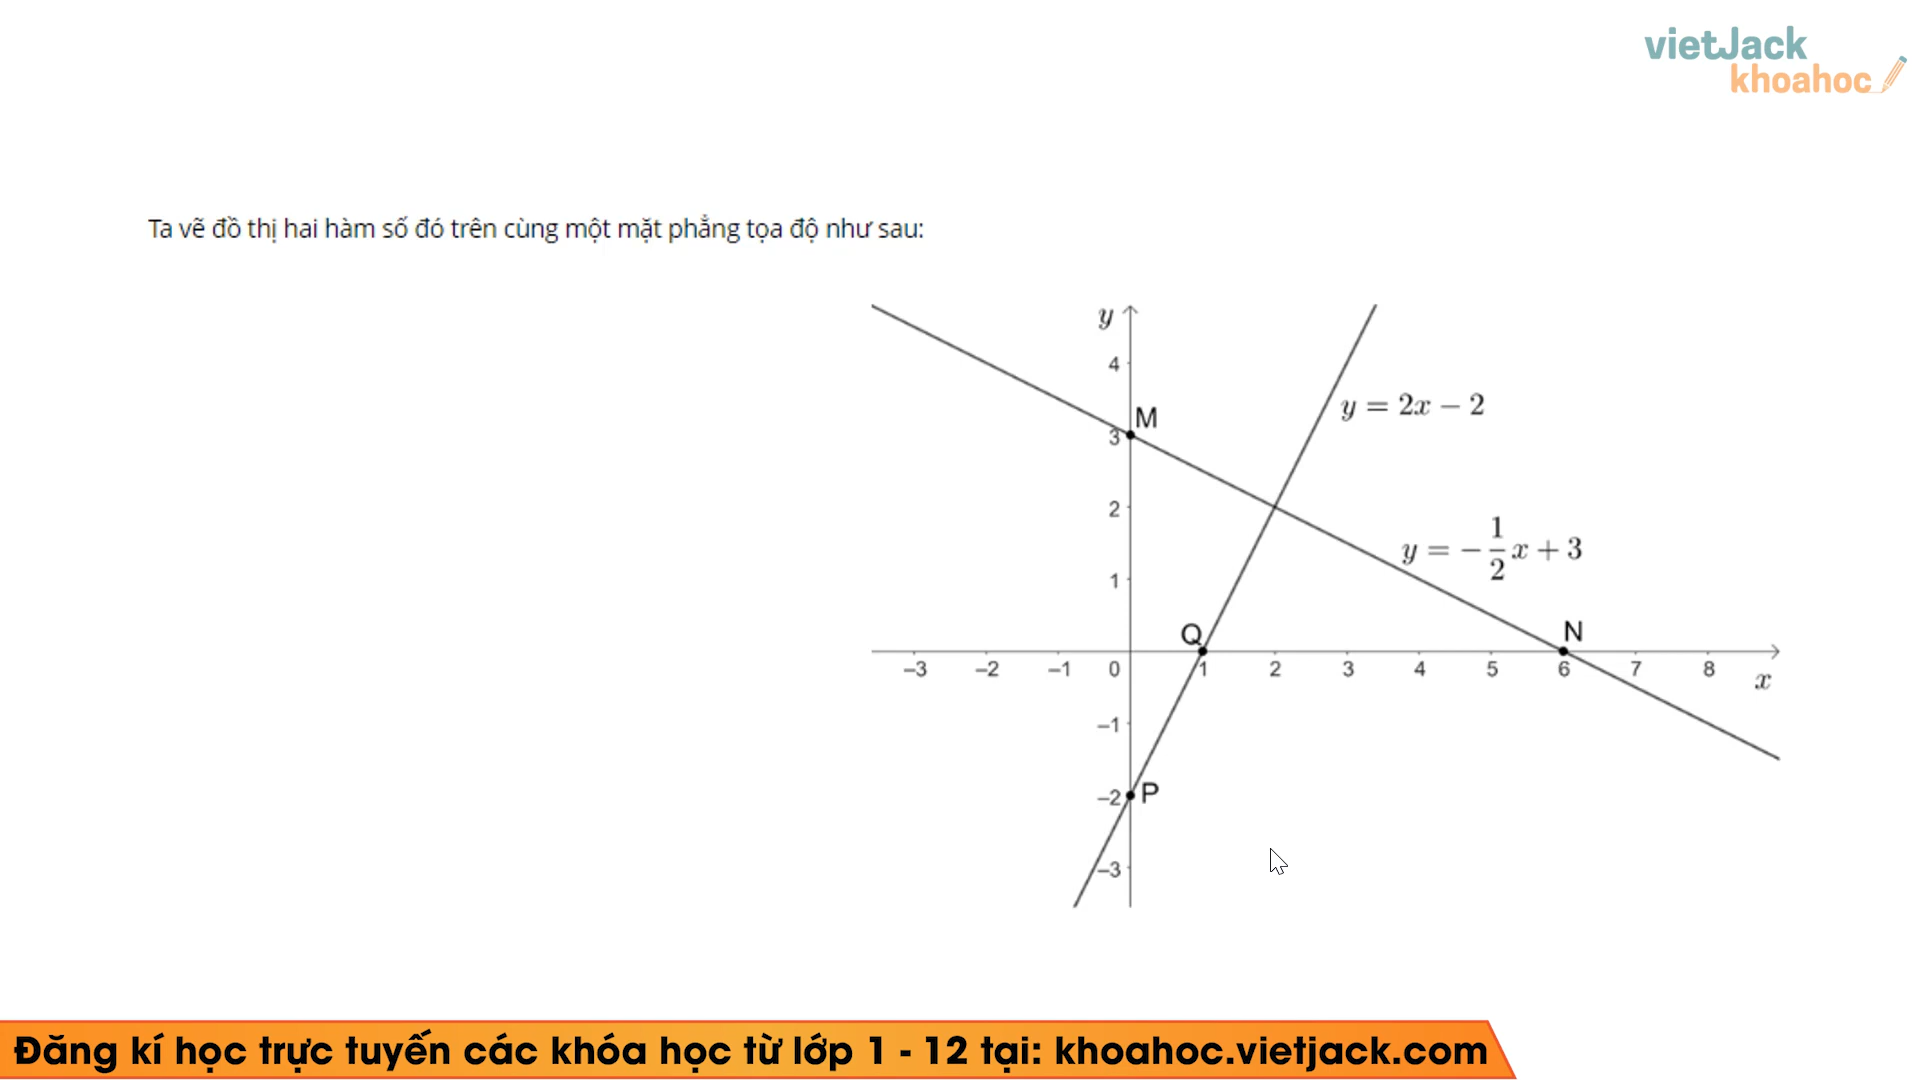 vietJack
khoahoc
Ta vẽ đồ thị hai hàm số đó trên cùng một mặt phẳng tọa độ như sau:
y
4
y = 2x − 2
M
3
2
y = −1/2 x + 3
1
Q
N
−3 −2 −1 0 1 2 3 4 5 6 7 8
x
−1
−2 P
−3
Đăng kí học trực tuyến các khóa học từ lớp 1 - 12 tại: khoahoc.vietjack.com